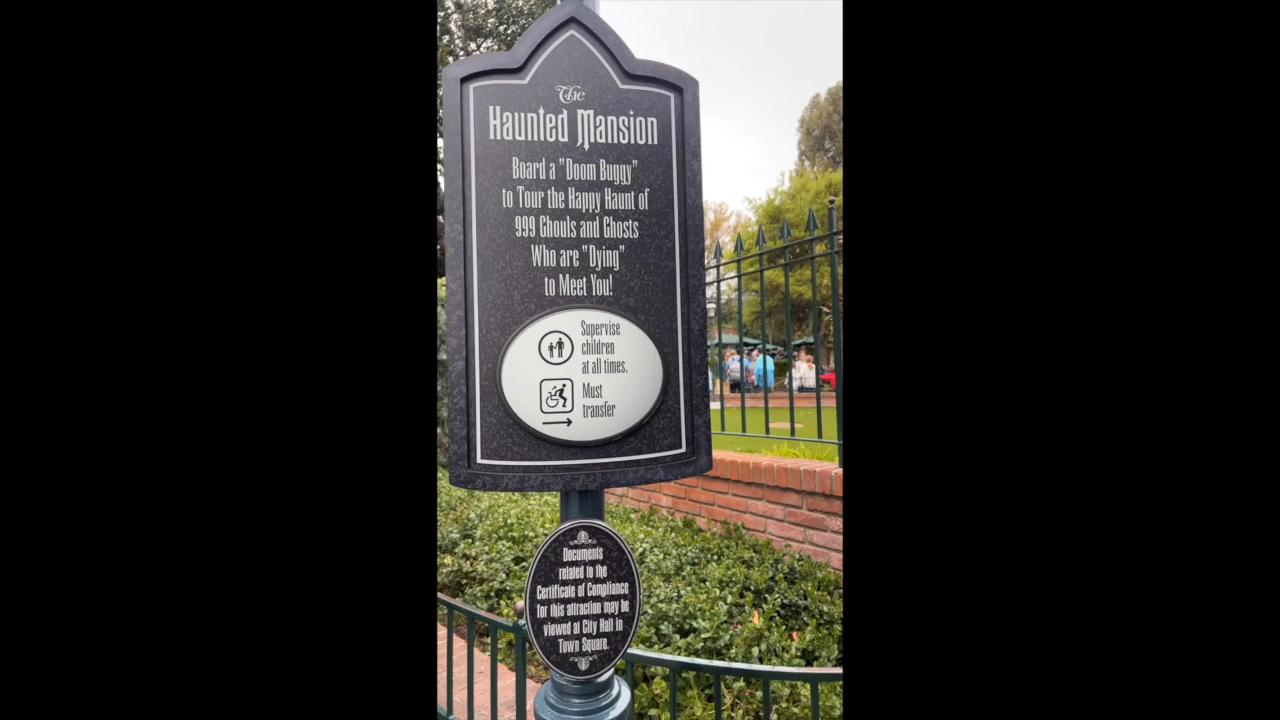 The
Haunted Mansion
Board a "Doom Buggy"
to Tour the Happy Haunt of
999 Ghouls and Ghosts
Who are "Dying"
to Meet You!
Supervise
children
at all times.
Must
transfer
Documents
related to the
Certificate of Compliance
for this attraction may be
viewed at City Hall in
Town Square.